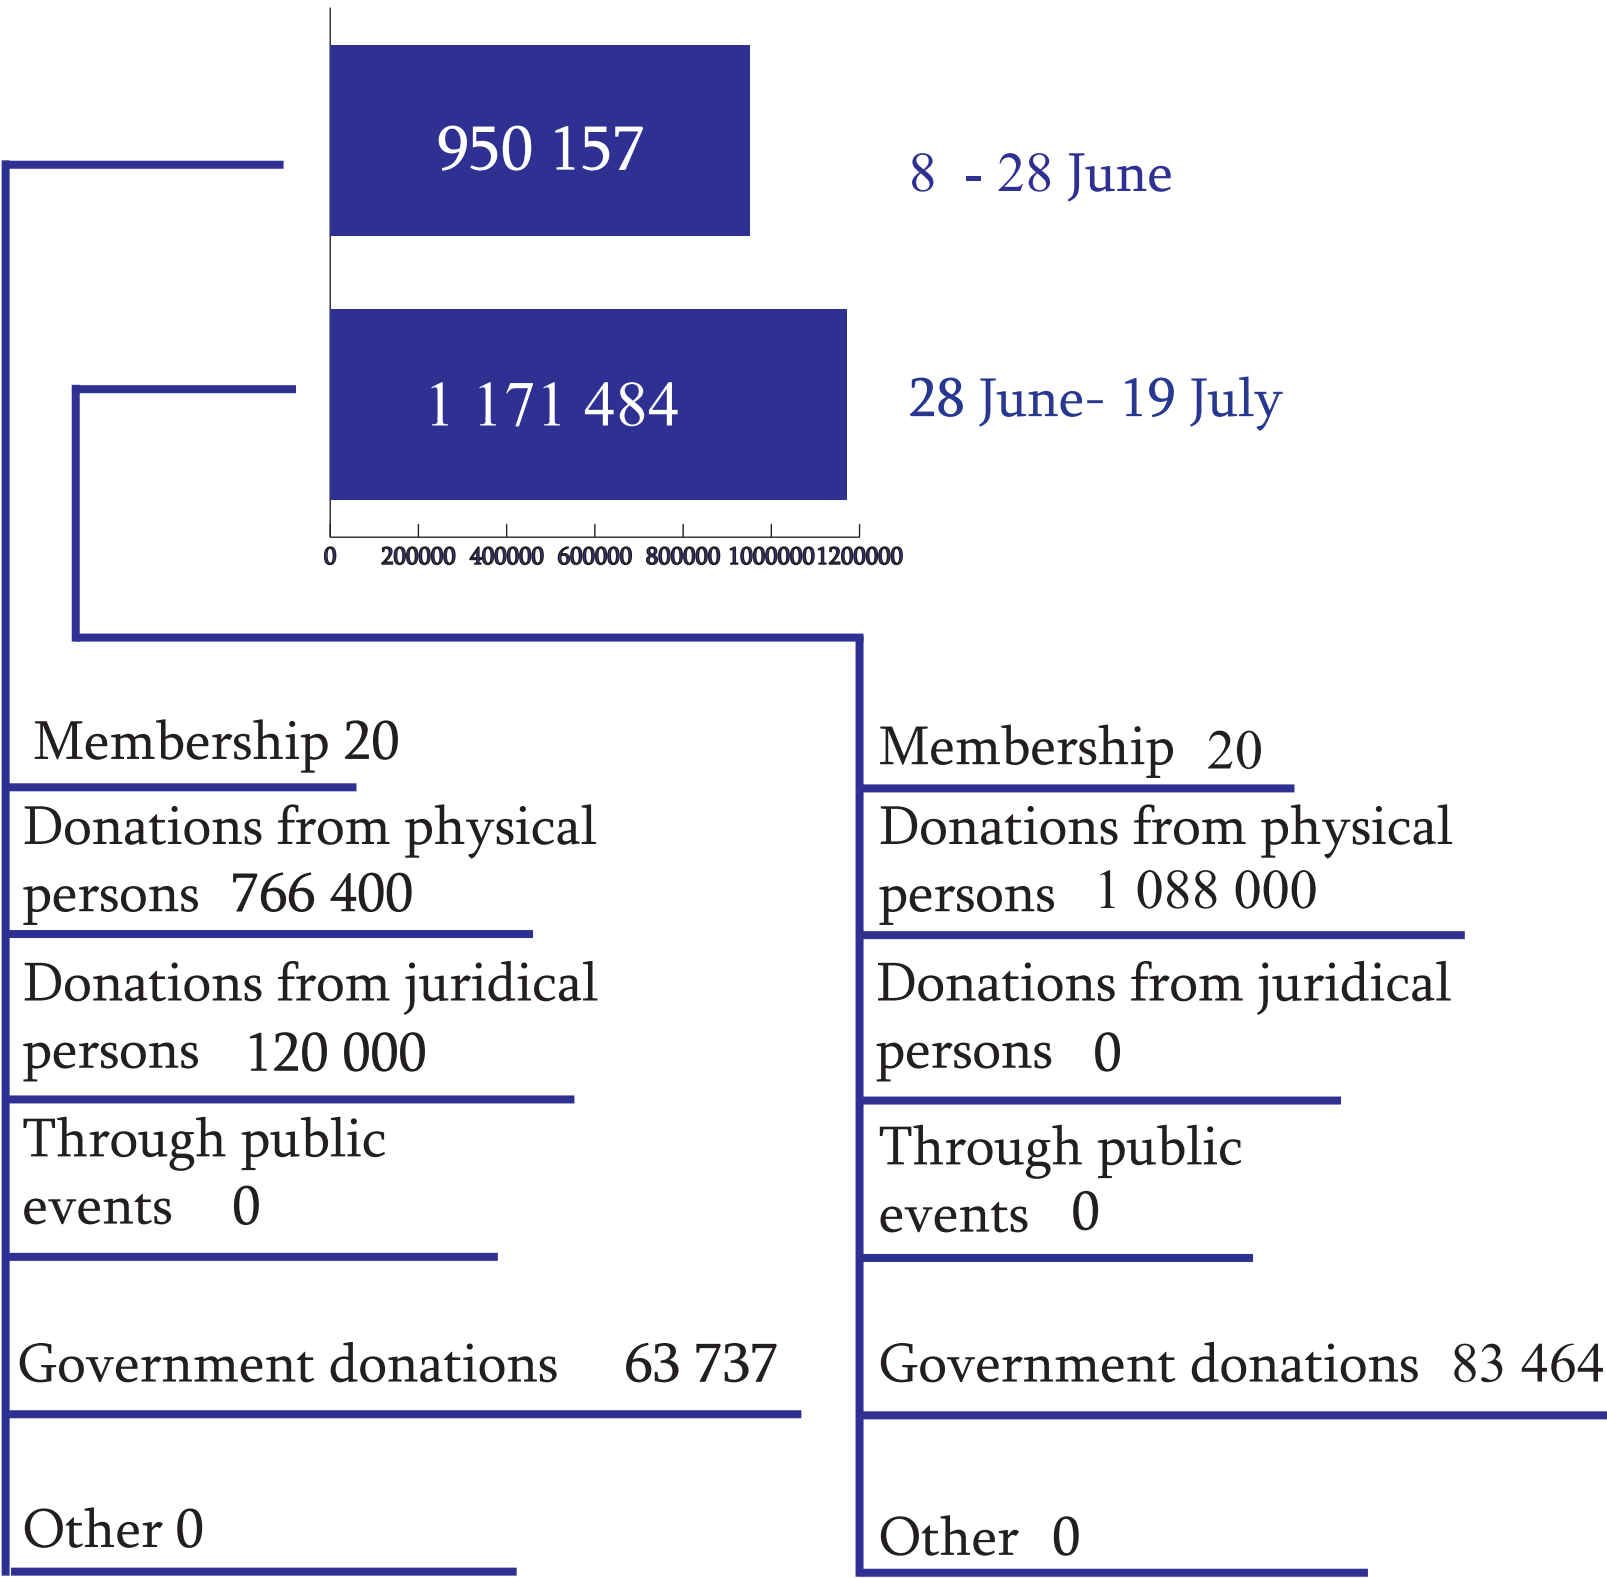 950 157
8 - 28 June
1 171 484
28 June- 19 July
0 200000 400000 600000 800000 1000000 1200000
Membership 20
Donations from physical
persons 766 400
Donations from juridical
persons 120 000
Through public
events 0
Government donations 63 737
Other 0
Membership 20
Donations from physical
persons 1 088 000
Donations from juridical
persons 0
Through public
events 0
Government donations 83 464
Other 0